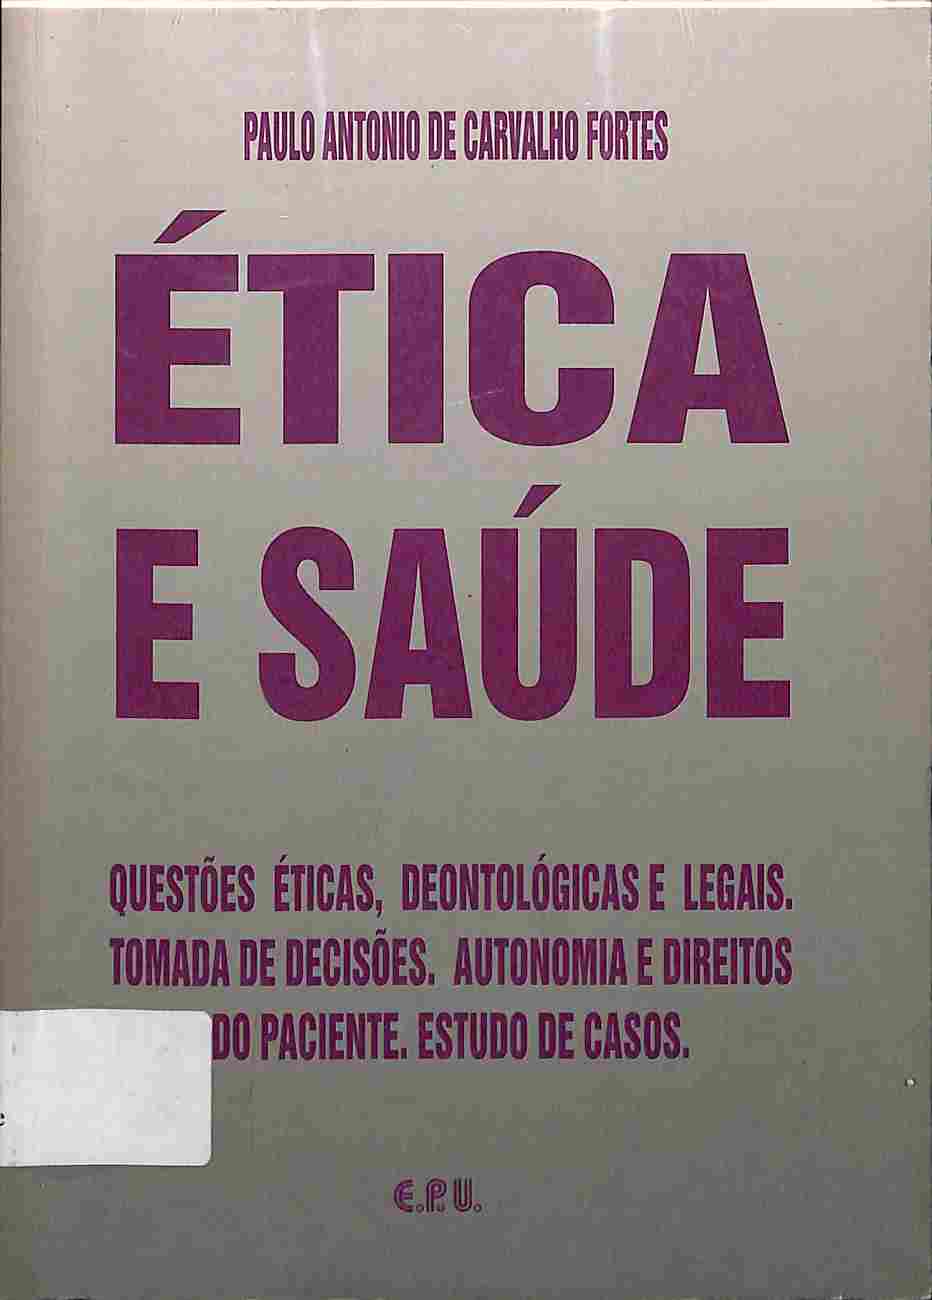 PAULO ANTONIO DE CARVALHO FORTES
ÉTICA
E SAÚDE
QUESTÕES ÉTICAS, DEONTOLÓGICAS E LEGAIS.
TOMADA DE DECISÕES. AUTONOMIA E DIREITOS
DO PACIENTE. ESTUDO DE CASOS.
E.P.U.